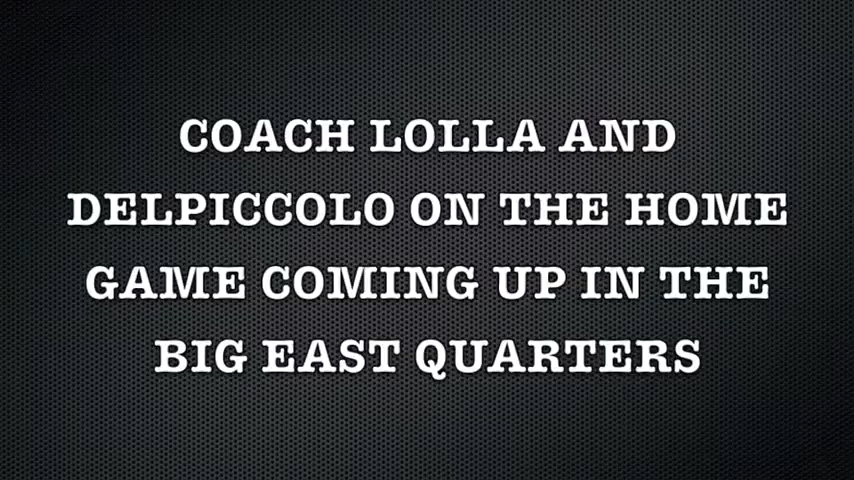 COACH LOLLA AND
DELPICCOLO ON THE HOME
GAME COMING UP IN THE
BIG EAST QUARTERS